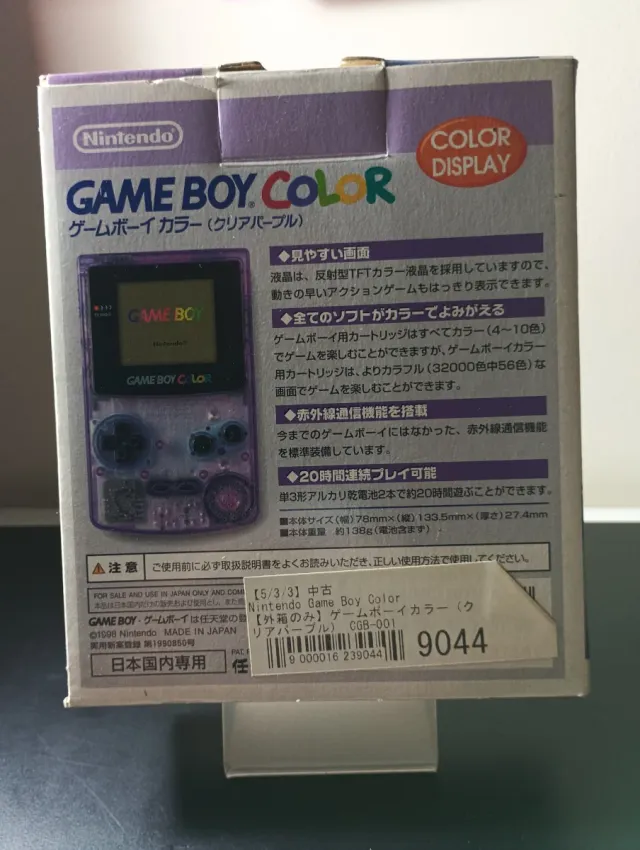 Nintendo
COLOR
DISPLAY
GAME BOY® COLOR
ゲームボーイ カラー(クリアパープル)
GAME BOY
Nintendo®
GAME BOY COLOR
◆見やすい画面
液晶は、反射型TFTカラー液晶を採用していますので、
動きの早いアクションゲームもはっきり表示できます。
◆全てのソフトがカラーでよみがえる
ゲームボーイ用カートリッジはすべてカラー(4〜10色)
でゲームを楽しむことができますが、ゲームボーイカラー
用カートリッジは、よりカラフル(32000色中56色)な
画面でゲームを楽しむことができます。
◆赤外線通信機能を搭載
今までのゲームボーイにはなかった、赤外線通信機能
を標準装備しています。
◆20時間連続プレイ可能
単3形アルカリ乾電池2本で約20時間遊ぶことができます。
■本体サイズ(幅)78mm×(縦)133.5mm×(厚さ)27.4mm
■本体重量 約138g(電池含まず)
注意 ご使用前に必ず取扱説明書をよくお読みいただき、正しい使用方法で使用してください。
FOR SALE AND USE IN JAPAN ONLY AND COM
本品は日本国内だけの販売とし、また商
GAME BOY・ゲームボーイは任天堂の登
©1998 Nintendo MADE IN JAPAN
実用新案登録 第1990850号
日本国内専用
任
【5/3/3】中古
Nintendo Game Boy Color
【外箱のみ】ゲームボーイカラー(ク
リアパープル) CGB-001
9 000016 239044
9044